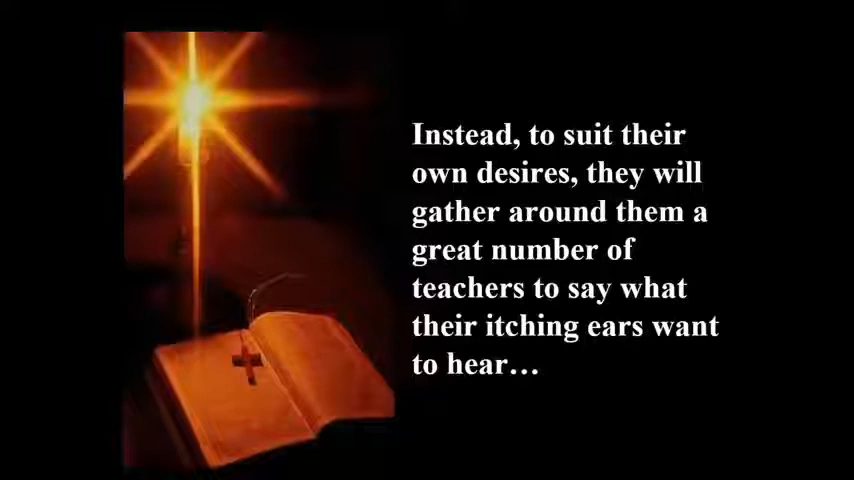 Instead, to suit their
own desires, they will
gather around them a
great number of
teachers to say what
their itching ears want
to hear…